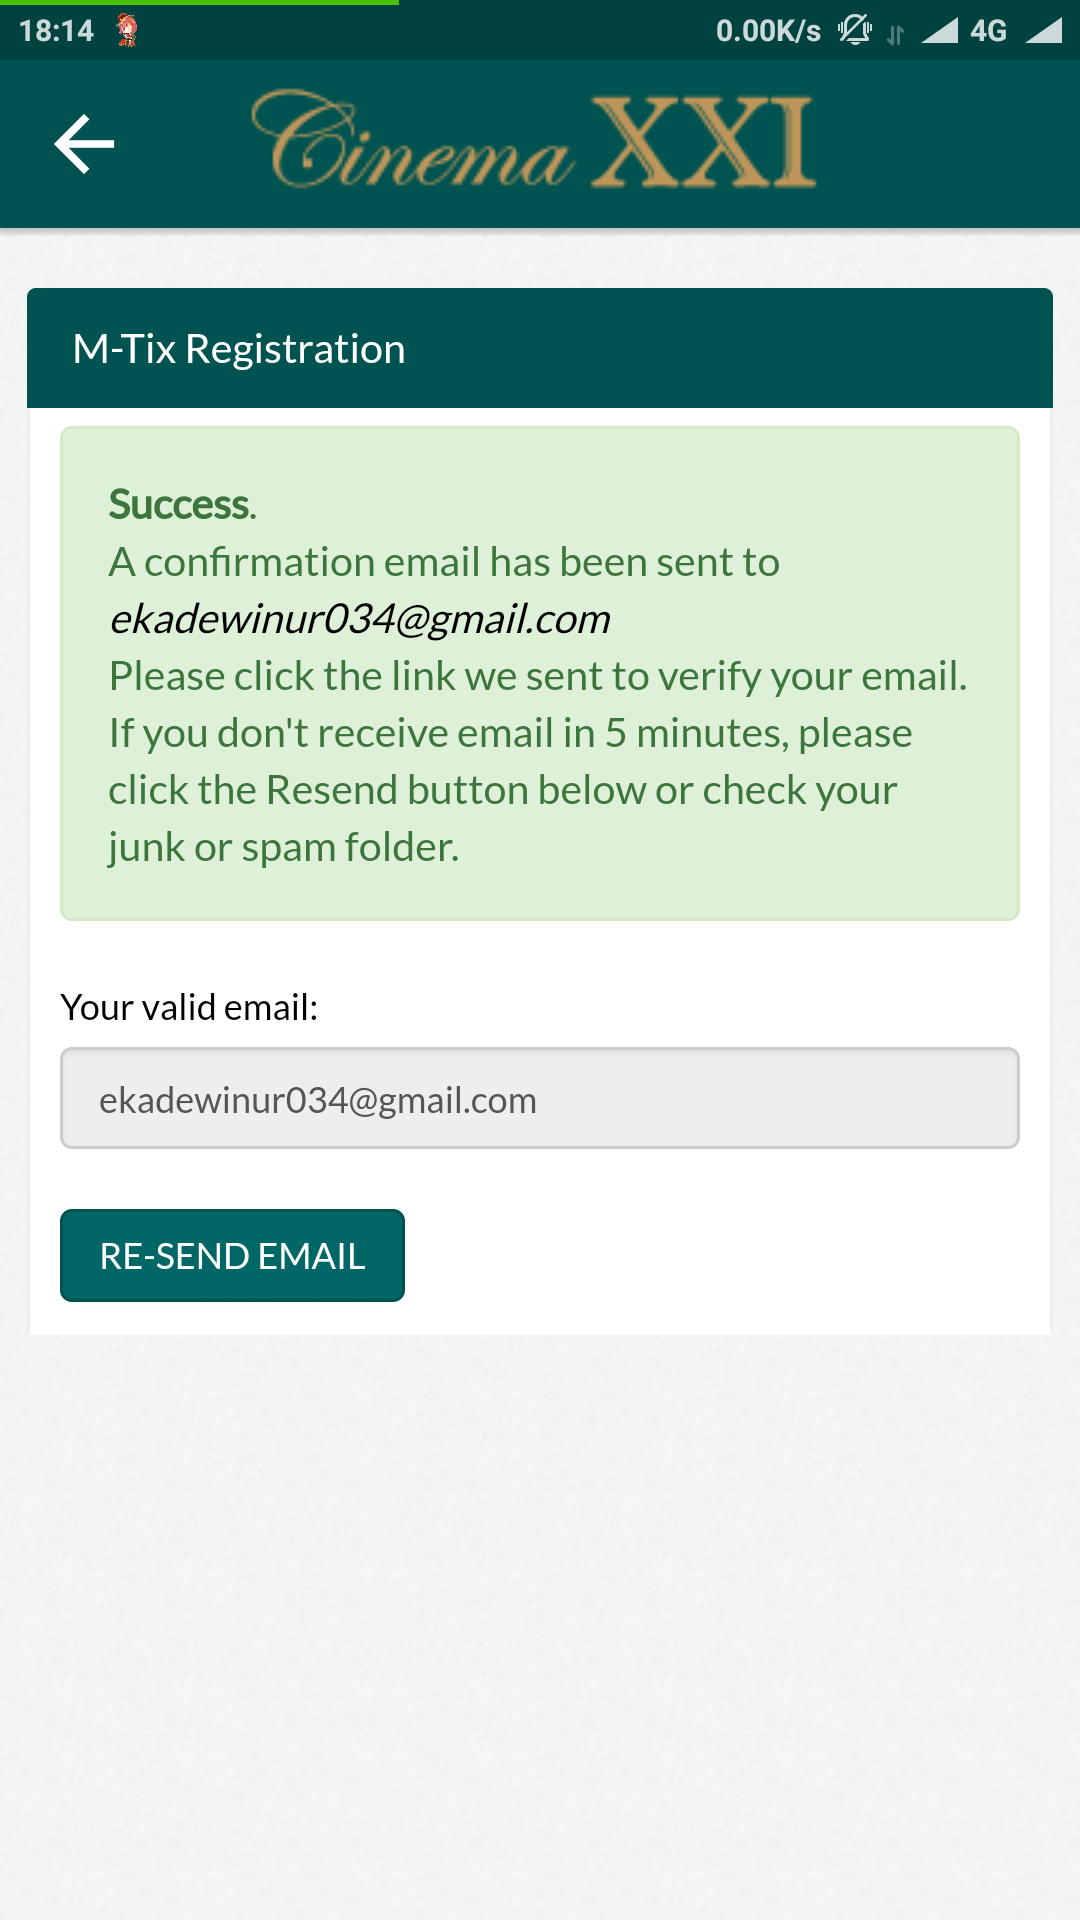 18:14 0.00K/s 4G
Cinema XXI
M-Tix Registration
Success.
A confirmation email has been sent to
ekadewinur034@gmail.com
Please click the link we sent to verify your email.
If you don't receive email in 5 minutes, please
click the Resend button below or check your
junk or spam folder.
Your valid email:
ekadewinur034@gmail.com
RE-SEND EMAIL